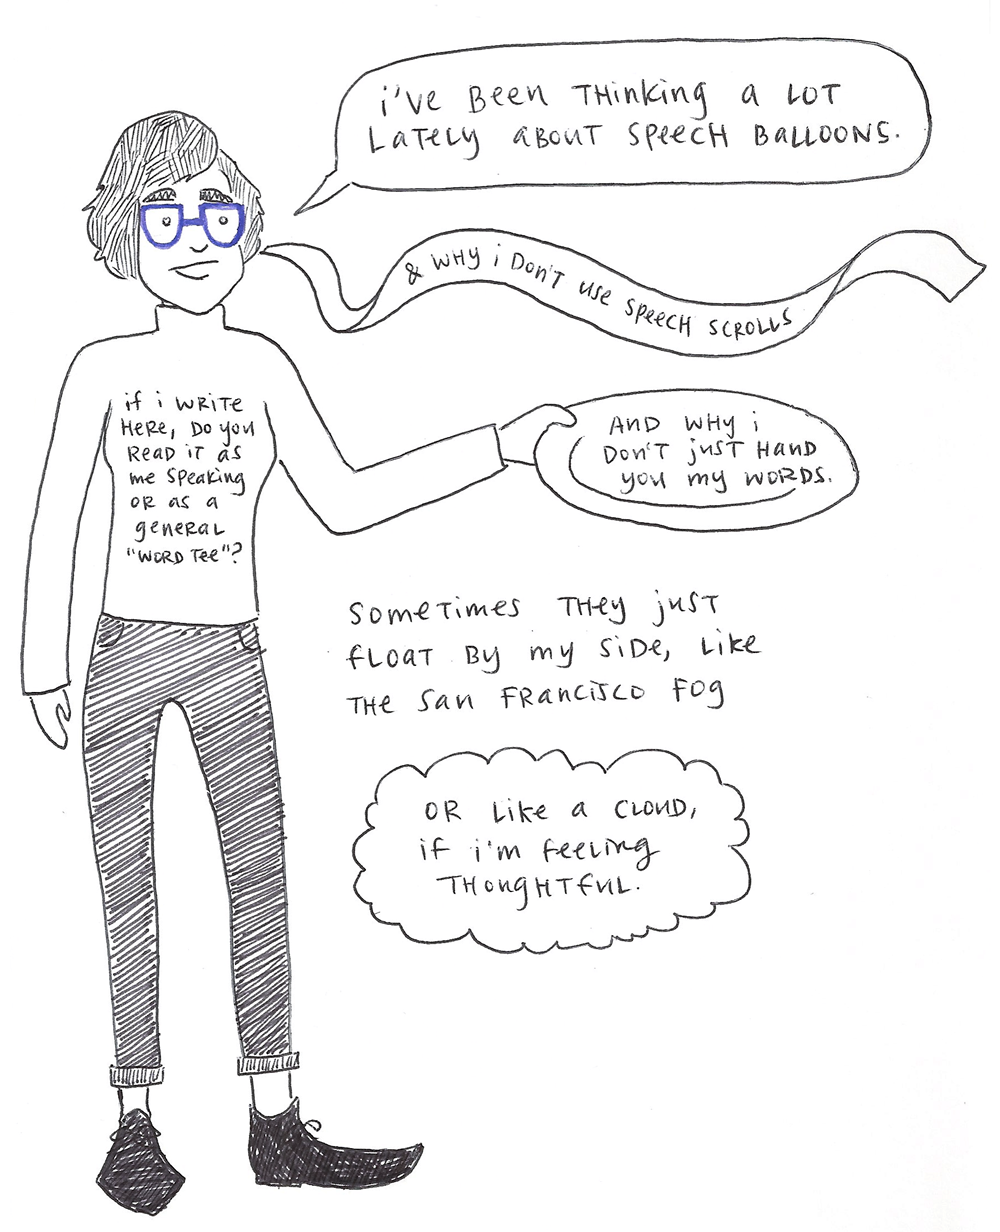 i've been thinking a lot
lately about speech balloons.
& why i don't use speech scrolls
and why i
don't just hand
you my words.
if i write
here, do you
read it as
me speaking
or as a
general
"word tee"?
sometimes they just
float by my side, like
the san francisco fog
or like a cloud,
if i'm feeling
thoughtful.